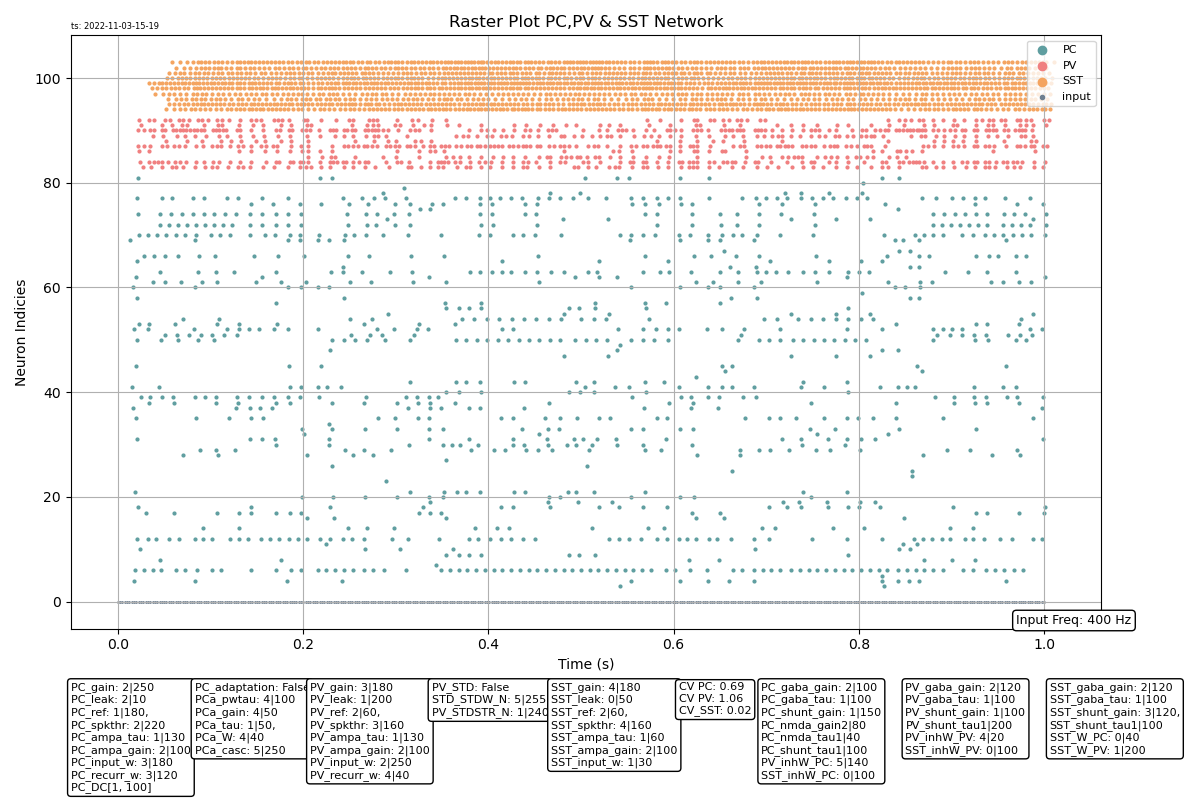 ts: 2022-11-03-15-19
Raster Plot PC,PV & SST Network
PC
PV
SST
input
100
80
60
40
20
0
Neuron Indicies
0.0
0.2
0.4
0.6
0.8
1.0
Input Freq: 400 Hz
Time (s)
PC_gain: 2|250
PC_leak: 2|10
PC_ref: 1|180,
PC_spkthr: 2|220
PC_ampa_tau: 1|130
PC_ampa_gain: 2|100
PC_input_w: 3|180
PC_recurr_w: 3|120
PC_DC[1, 100]
PC_adaptation: False
PCa_pwtau: 4|100
PCa_gain: 4|50
PCa_tau: 1|50,
PCa_W: 4|40
PCa_casc: 5|250
PV_gain: 3|180
PV_leak: 1|200
PV_ref: 2|60,
PV_spkthr: 3|160
PV_ampa_tau: 1|130
PV_ampa_gain: 2|100
PV_input_w: 2|250
PV_recurr_w: 4|40
PV_STD: False
STD_STDW_N: 5|255
PV_STDSTR_N: 1|240
SST_gain: 4|180
SST_leak: 0|50
SST_ref: 2|60,
SST_spkthr: 4|160
SST_ampa_tau: 1|60
SST_ampa_gain: 2|100
SST_input_w: 1|30
CV PC: 0.69
CV PV: 1.06
CV_SST: 0.02
PC_gaba_gain: 2|100
PC_gaba_tau: 1|100
PC_shunt_gain: 1|150
PC_nmda_gain2|80
PC_nmda_tau1|40
PC_shunt_tau1|100
PV_inhW_PC: 5|140
SST_inhW_PC: 0|100
PV_gaba_gain: 2|120
PV_gaba_tau: 1|100
PV_shunt_gain: 1|100
PV_shunt_tau1|200
PV_inhW_PV: 4|20
SST_inhW_PV: 0|100
SST_gaba_gain: 2|120
SST_gaba_tau: 1|100
SST_shunt_gain: 3|120,
SST_shunt_tau1|100
SST_W_PC: 0|40
SST_W_PV: 1|200